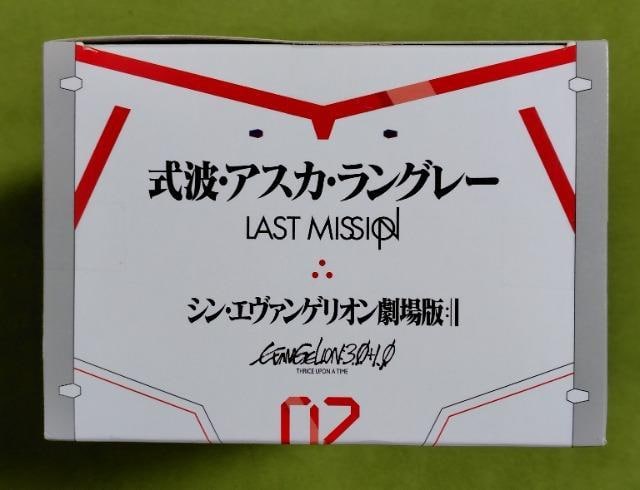 式波・アスカ・ラングレー
LAST MISSION
シン・エヴァンゲリオン劇場版:||
EVANGELION:3.0+1.0
THRICE UPON A TIME
02